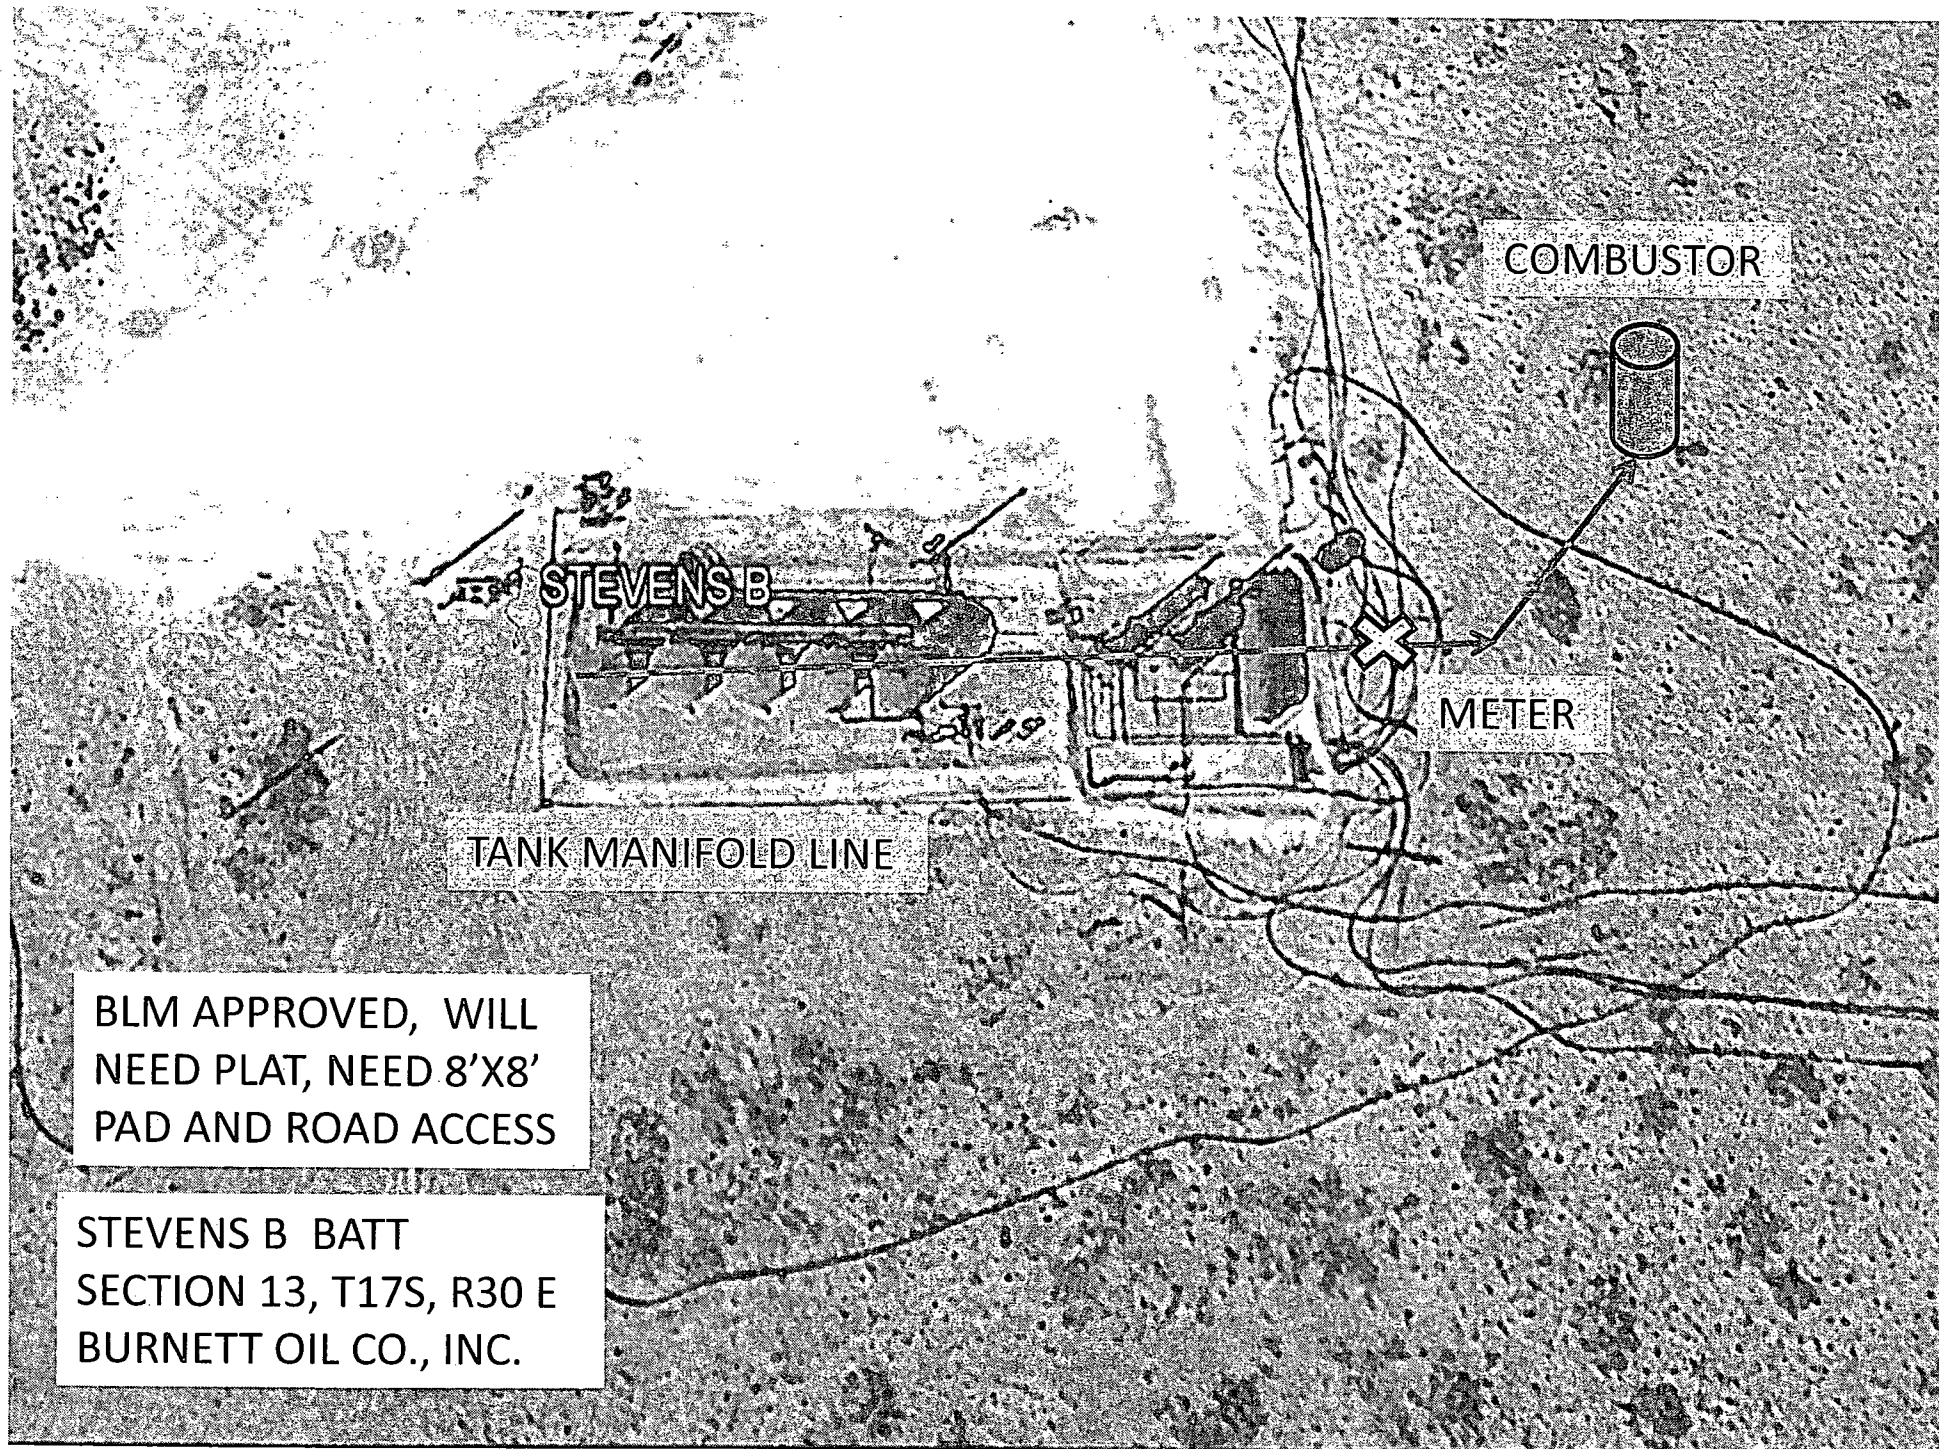 COMBUSTOR
STEVENS B
METER
TANK MANIFOLD LINE
BLM APPROVED, WILL
NEED PLAT, NEED 8'X8'
PAD AND ROAD ACCESS
STEVENS B BATT
SECTION 13, T17S, R30 E
BURNETT OIL CO., INC.